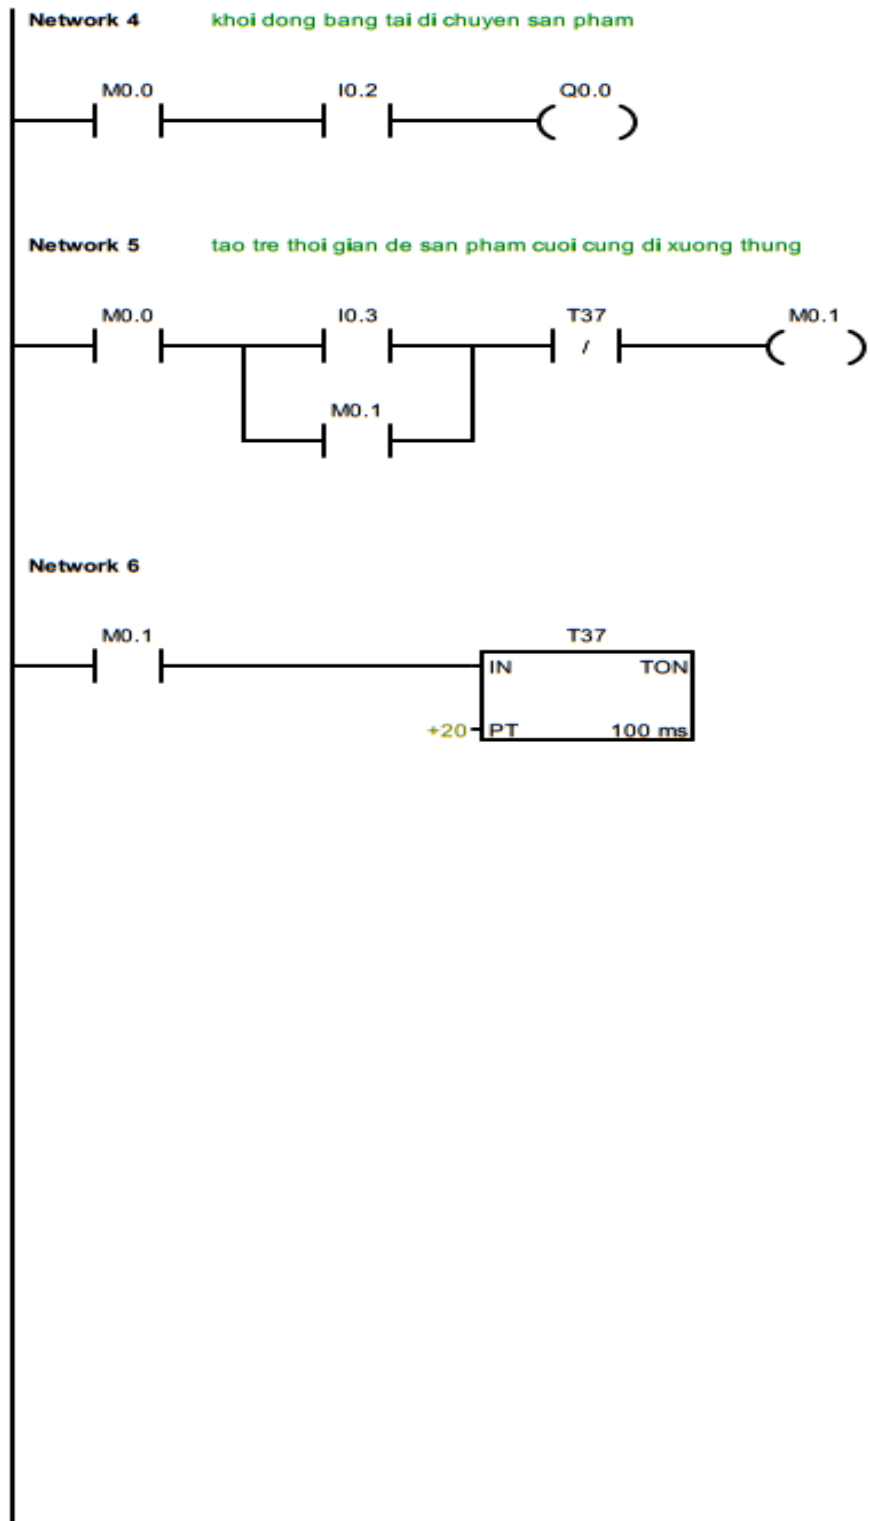 Network 4 khoi dong bang tai di chuyen san pham
M0.0 I0.2 Q0.0
Network 5 tao tre thoi gian de san pham cuoi cung di xuong thung
M0.0 I0.3 T37 M0.1
/
M0.1
Network 6
M0.1 T37
IN TON
+20 PT 100 ms